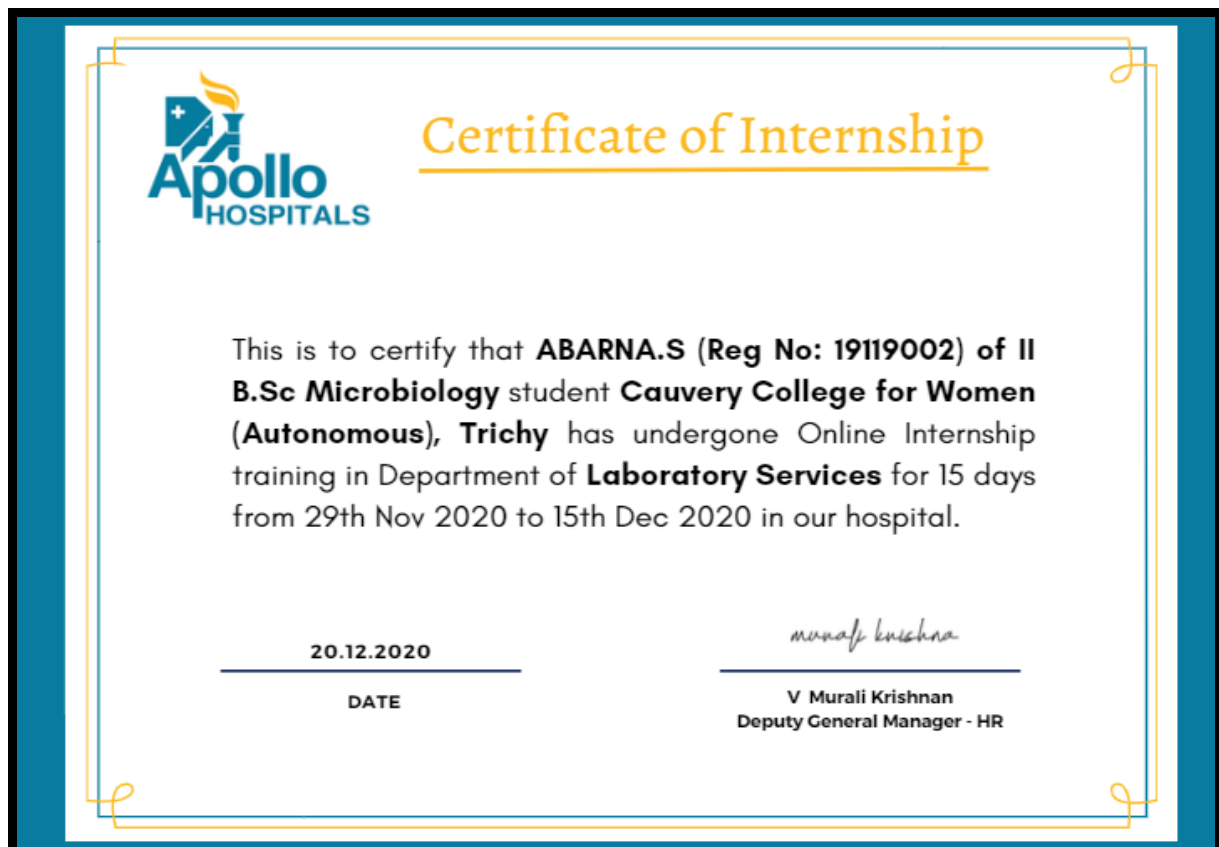 Apollo
HOSPITALS
Certificate of Internship
This is to certify that ABARNA.S (Reg No: 19119002) of II
B.Sc Microbiology student Cauvery College for Women
(Autonomous), Trichy has undergone Online Internship
training in Department of Laboratory Services for 15 days
from 29th Nov 2020 to 15th Dec 2020 in our hospital.
20.12.2020
DATE
murali krishna
V Murali Krishnan
Deputy General Manager - HR